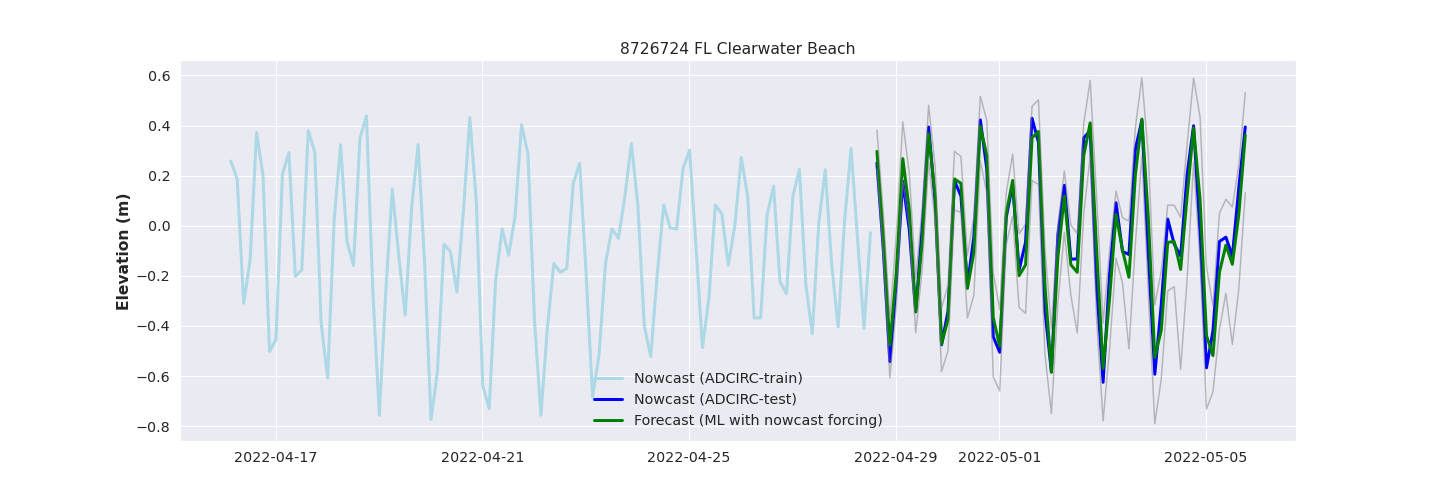 8726724 FL Clearwater Beach
Elevation (m)
0.6
0.4
0.2
0.0
−0.2
−0.4
−0.6
−0.8
Nowcast (ADCIRC-train)
Nowcast (ADCIRC-test)
Forecast (ML with nowcast forcing)
2022-04-17 2022-04-21 2022-04-25 2022-04-29 2022-05-01 2022-05-05